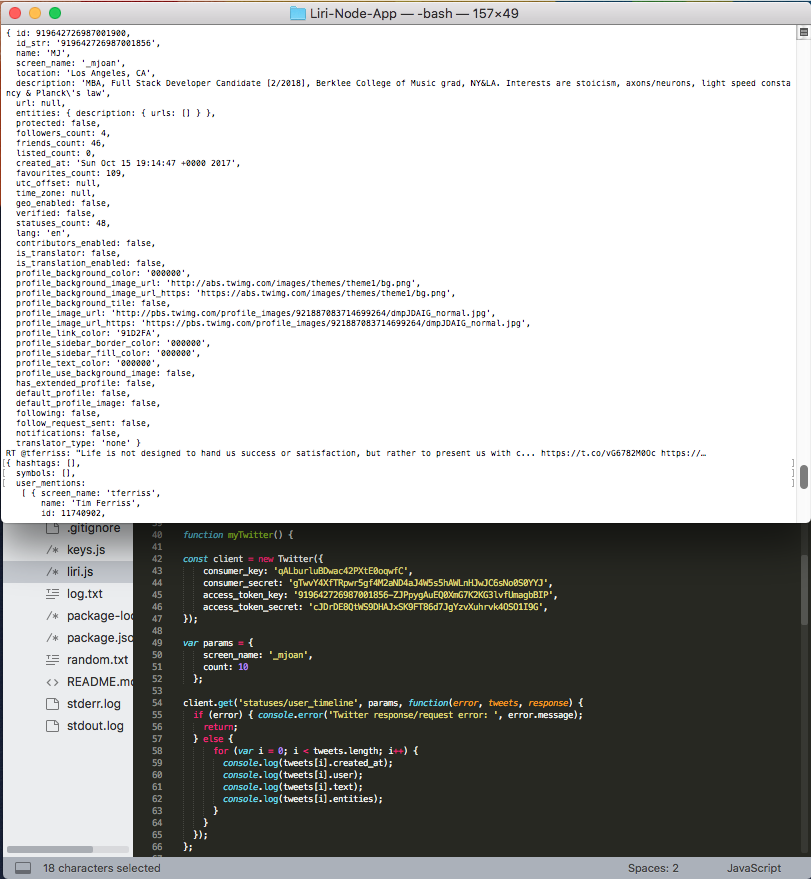 Liri-Node-App — -bash — 157×49
{ id: 919642726987001900,
id_str: '919642726987001856',
name: 'MJ',
screen_name: '_mjoan',
location: 'Los Angeles, CA',
description: 'MBA, Full Stack Developer Candidate [2/2018], Berklee College of Music grad, NY&LA. Interests are stoicism, axons/neurons, light speed consta
ncy & Planck\'s law',
url: null,
entities: { description: { urls: [] } },
protected: false,
followers_count: 4,
friends_count: 46,
listed_count: 0,
created_at: 'Sun Oct 15 19:14:47 +0000 2017',
favourites_count: 109,
utc_offset: null,
time_zone: null,
geo_enabled: false,
verified: false,
statuses_count: 48,
lang: 'en',
contributors_enabled: false,
is_translator: false,
is_translation_enabled: false,
profile_background_color: '000000',
profile_background_image_url: 'http://abs.twimg.com/images/themes/theme1/bg.png',
profile_background_image_url_https: 'https://abs.twimg.com/images/themes/theme1/bg.png',
profile_background_tile: false,
profile_image_url: 'http://pbs.twimg.com/profile_images/921887083714699264/dmpJDAIG_normal.jpg',
profile_image_url_https: 'https://pbs.twimg.com/profile_images/921887083714699264/dmpJDAIG_normal.jpg',
profile_link_color: '91D2FA',
profile_sidebar_border_color: '000000',
profile_sidebar_fill_color: '000000',
profile_text_color: '000000',
profile_use_background_image: false,
has_extended_profile: false,
default_profile: false,
default_profile_image: false,
following: false,
follow_request_sent: false,
notifications: false,
translator_type: 'none' }
RT @tferriss: "Life is not designed to hand us success or satisfaction, but rather to present us with c... https://t.co/vG6782M0Oc https://…
[{ hashtags: [], ]
[ symbols: [], ]
[ user_mentions: ]
[ { screen_name: 'tferriss',
name: 'Tim Ferriss',
id: 11740902,
.gitignore
/* keys.js
/* liri.js
log.txt
/* package-loc
/* package.jso
random.txt
<> README.md
stderr.log
stdout.log
39
40 function myTwitter() {
41
42 const client = new Twitter({
43 consumer_key: 'qALburluBDwac42PXtE0oqwfC',
44 consumer_secret: 'gTwvY4XfTRpwr5gf4M2aND4aJ4W5s5hAWLnHJwJC6sNo0S0YYJ',
45 access_token_key: '919642726987001856-ZJPpygAuEQ0XmG7K2KG3lvfUmagbBIP',
46 access_token_secret: 'cJDrDE8QtWS9DHAJxSK9FT86d7JgYzvXuhrvk4OSO1I9G',
47 });
48
49 var params = {
50 screen_name: '_mjoan',
51 count: 10
52 };
53
54 client.get('statuses/user_timeline', params, function(error, tweets, response) {
55 if (error) { console.error('Twitter response/request error: ', error.message);
56 return;
57 } else {
58 for (var i = 0; i < tweets.length; i++) {
59 console.log(tweets[i].created_at);
60 console.log(tweets[i].user);
61 console.log(tweets[i].text);
62 console.log(tweets[i].entities);
63 }
64 }
65 });
66 };
18 characters selected
Spaces: 2
JavaScript